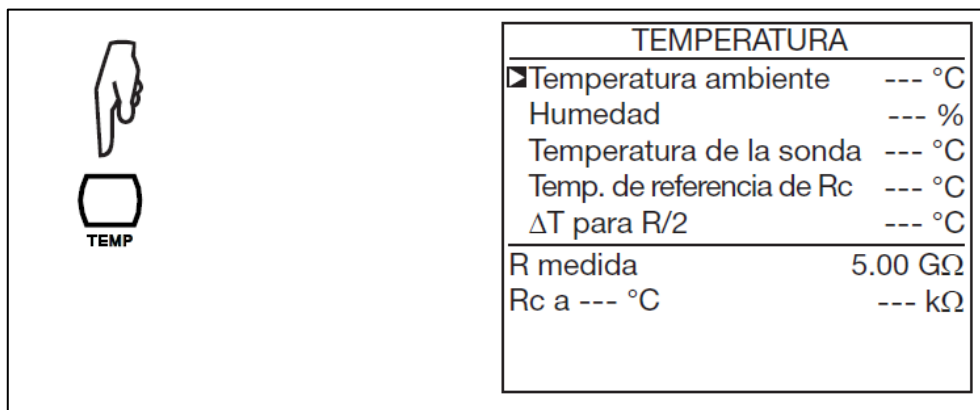 TEMPERATURA
Temperatura ambiente --- °C
Humedad --- %
Temperatura de la sonda --- °C
Temp. de referencia de Rc --- °C
ΔT para R/2 --- °C
R medida 5.00 GΩ
Rc a --- °C --- kΩ
TEMP